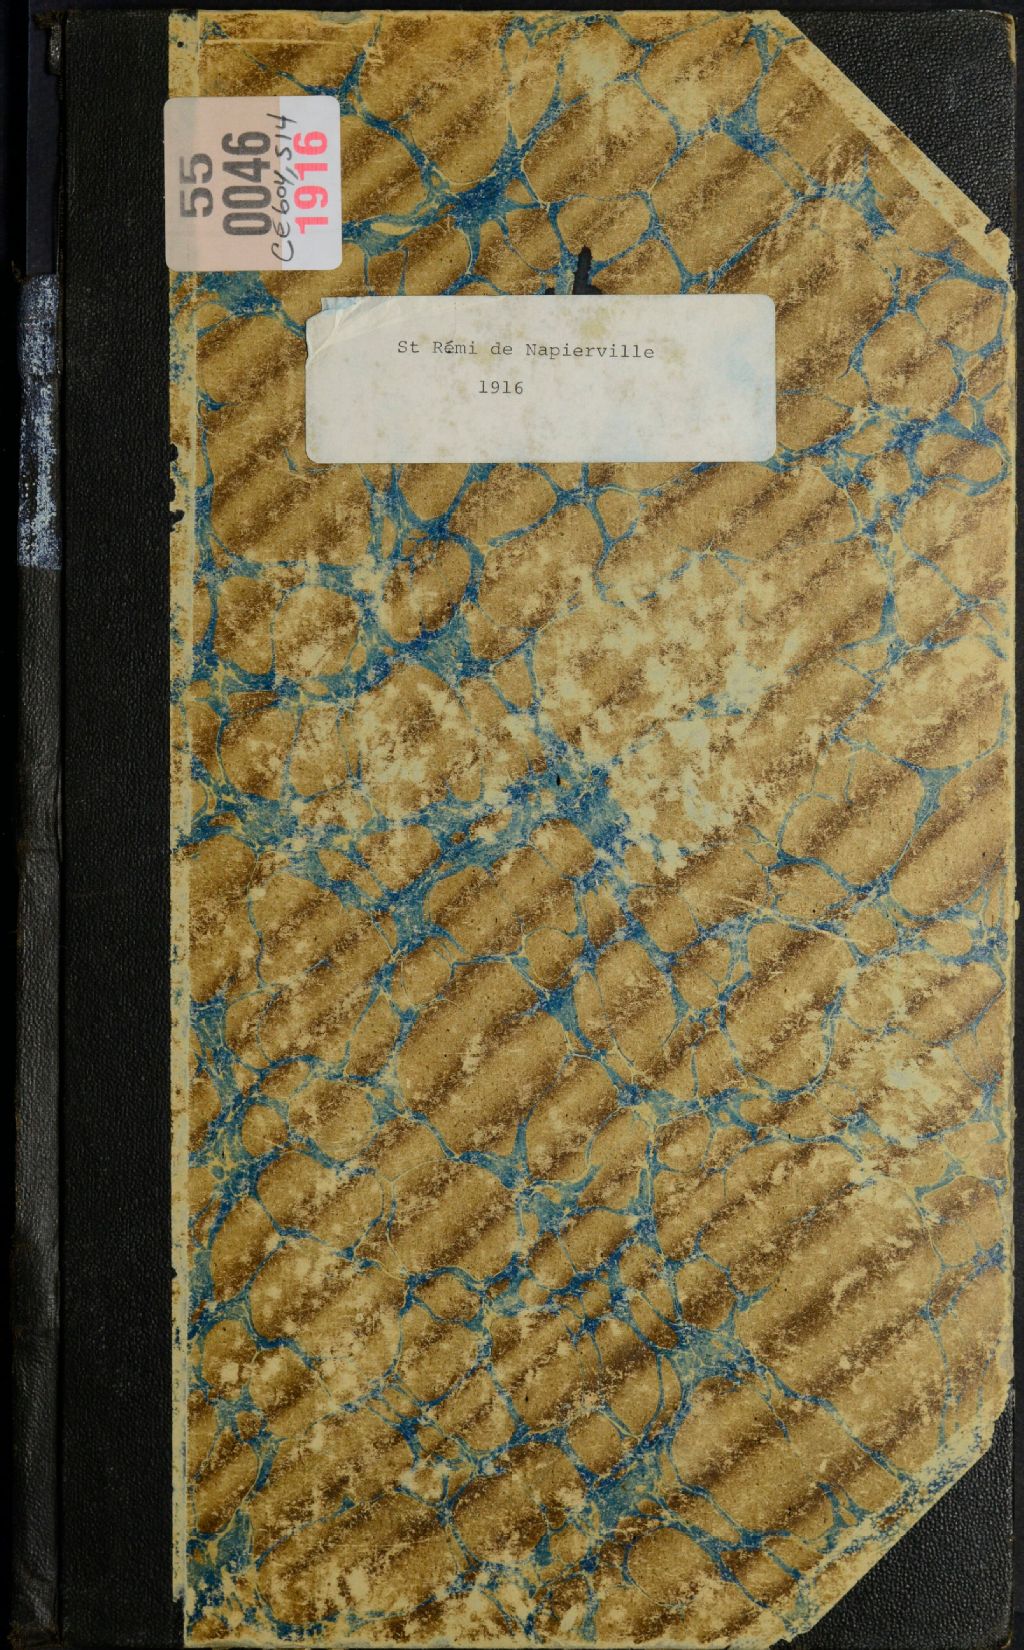 55
0046
CE604,S14
1916
St Rémi de Napierville
1916